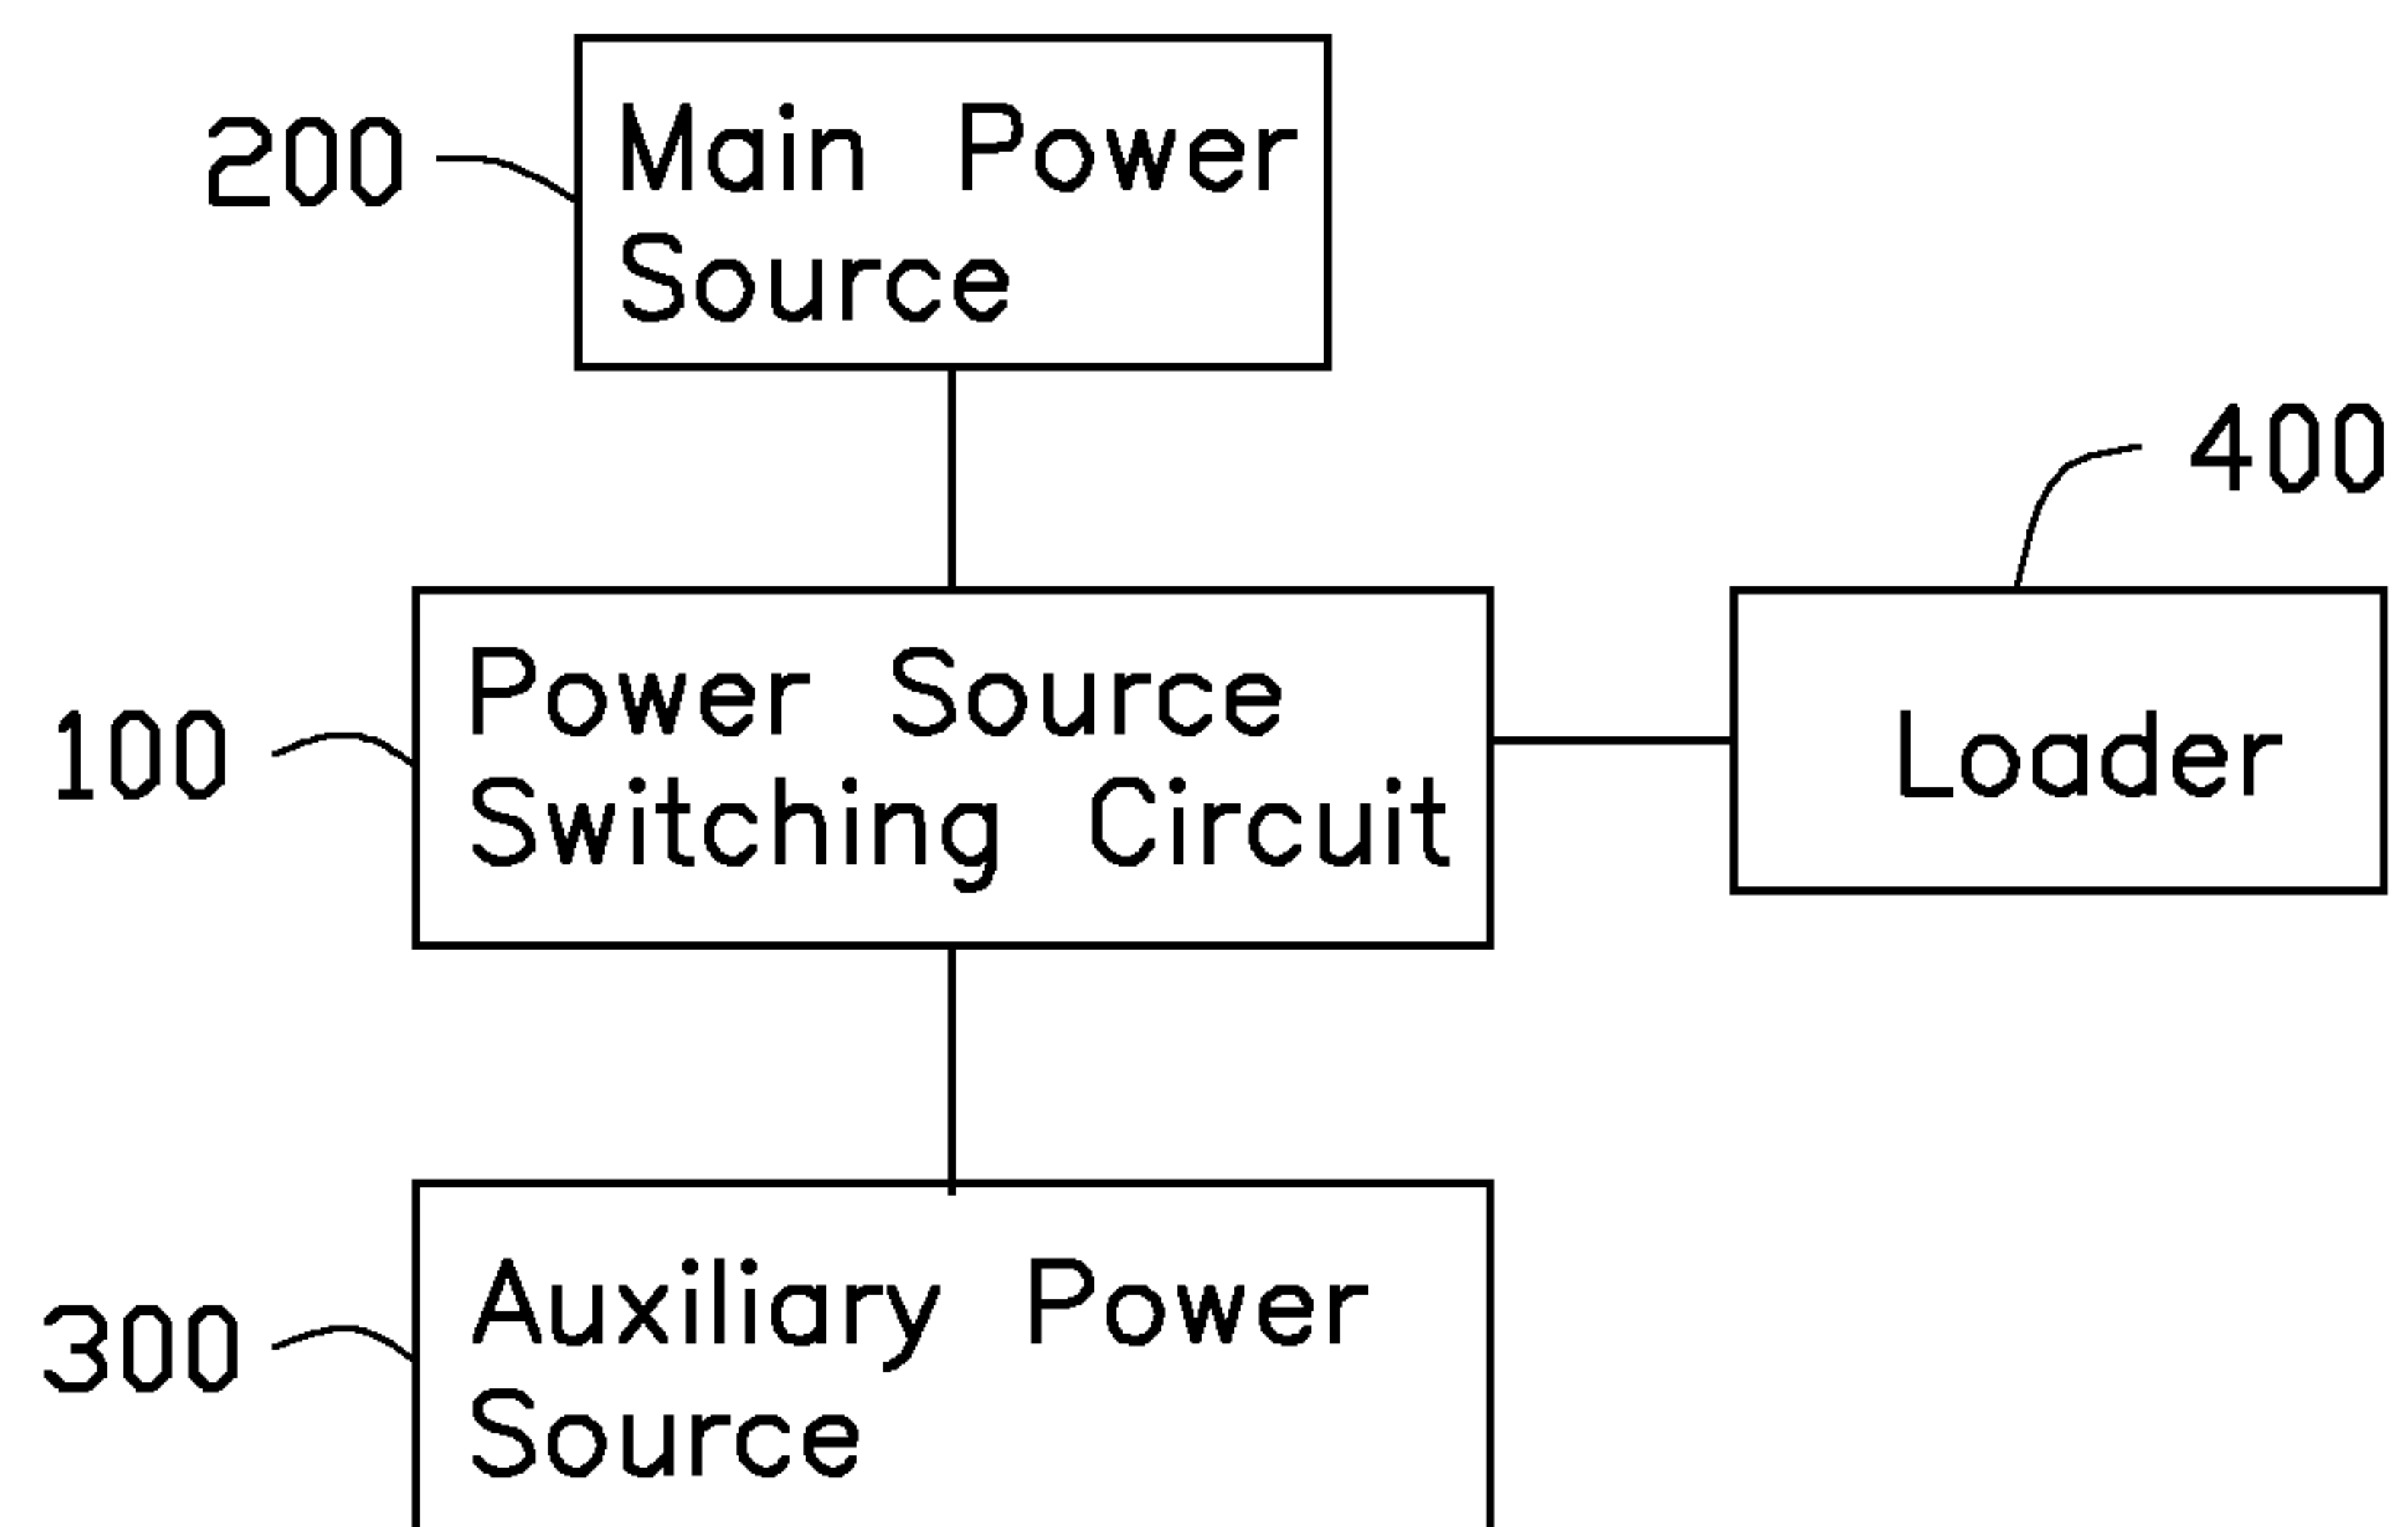 200
Main Power
Source
400
100
Power Source
Switching Circuit
Loader
300
Auxiliary Power
Source